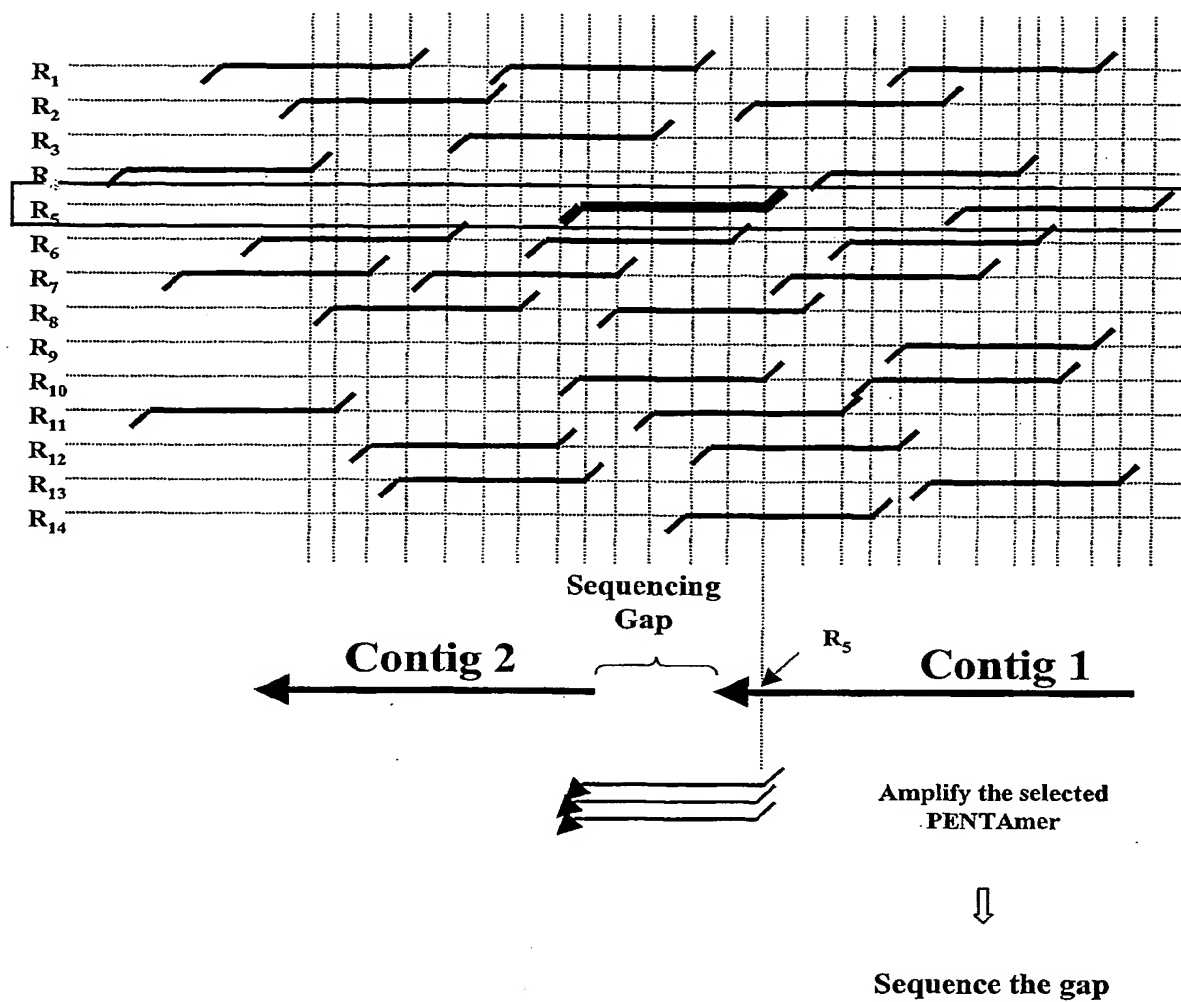 R1
R2
R3
R
R5
R6
R7
R8
R9
R10
R11
R12
R13
R14
Sequencing
Gap
R5
Contig 2
Contig 1
Amplify the selected
PENTAmer
Sequence the gap